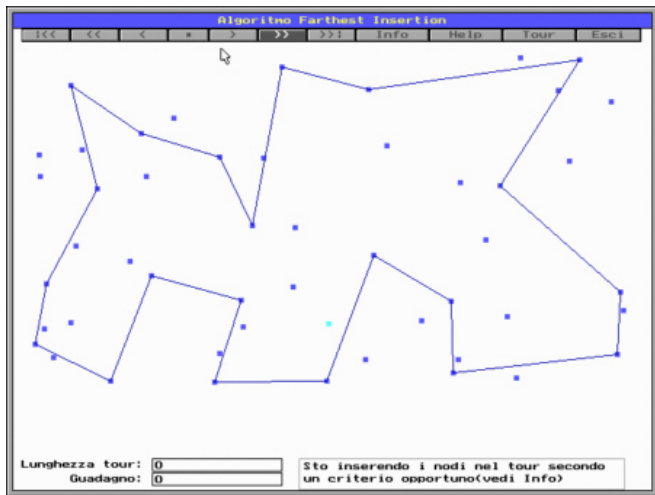 Algoritmo Farthest Insertion
|<< << < * > >> >>| Info Help Tour Esci
Lunghezza tour: 0
Guadagno: 0
Sto inserendo i nodi nel tour secondo
un criterio opportuno(vedi Info)